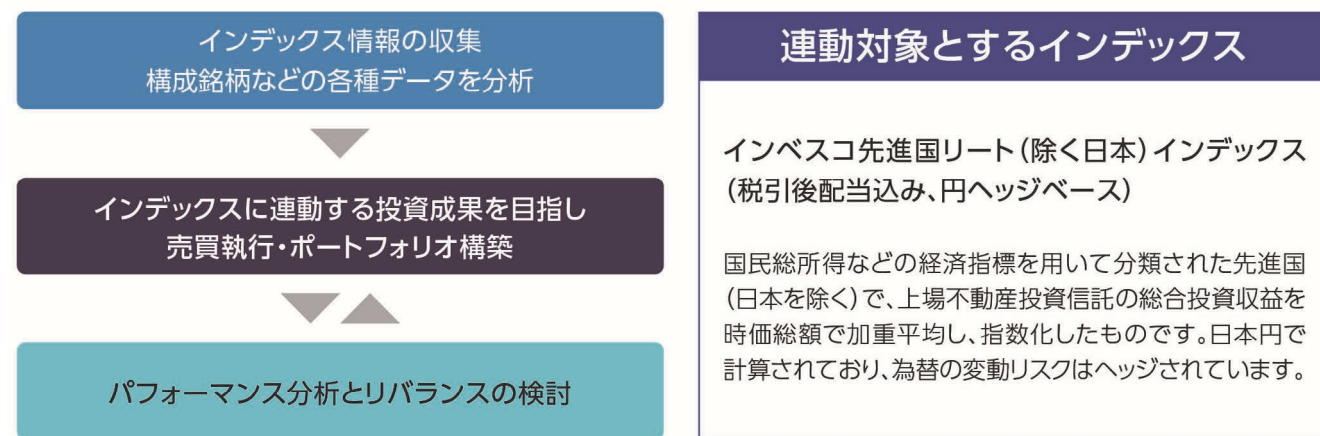 インデックス情報の収集
構成銘柄などの各種データを分析
インデックスに連動する投資成果を目指し
売買執行・ポートフォリオ構築
パフォーマンス分析とリバランスの検討
連動対象とするインデックス
インベスコ先進国リート(除く日本)インデックス
(税引後配当込み、円ヘッジベース)
国民総所得などの経済指標を用いて分類された先進国
(日本を除く)で、上場不動産投資信託の総合投資収益を
時価総額で加重平均し、指数化したものです。日本円で
計算されており、為替の変動リスクはヘッジされています。